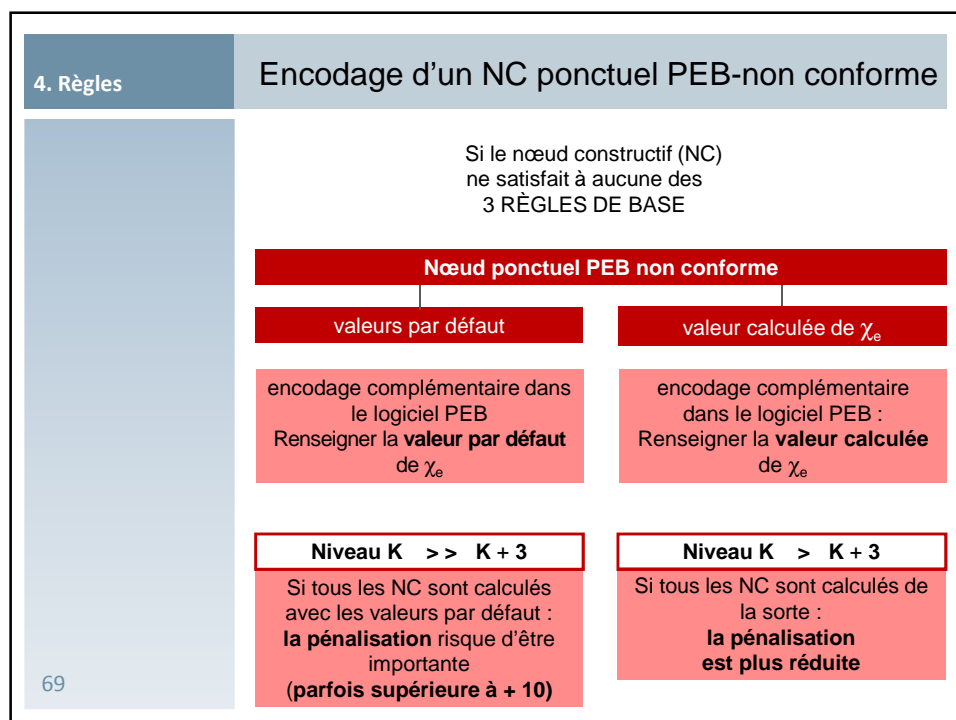 4. Règles
Encodage d'un NC ponctuel PEB-non conforme
Si le nœud constructif (NC)
ne satisfait à aucune des
3 RÈGLES DE BASE
Nœud ponctuel PEB non conforme
valeurs par défaut
encodage complémentaire dans
le logiciel PEB
Renseigner la valeur par défaut
de χe
Niveau K >> K + 3
Si tous les NC sont calculés
avec les valeurs par défaut :
la pénalisation risque d'être
importante
(parfois supérieure à + 10)
valeur calculée de χe
encodage complémentaire
dans le logiciel PEB :
Renseigner la valeur calculée
de χe
Niveau K > K + 3
Si tous les NC sont calculés de
la sorte :
la pénalisation
est plus réduite
69